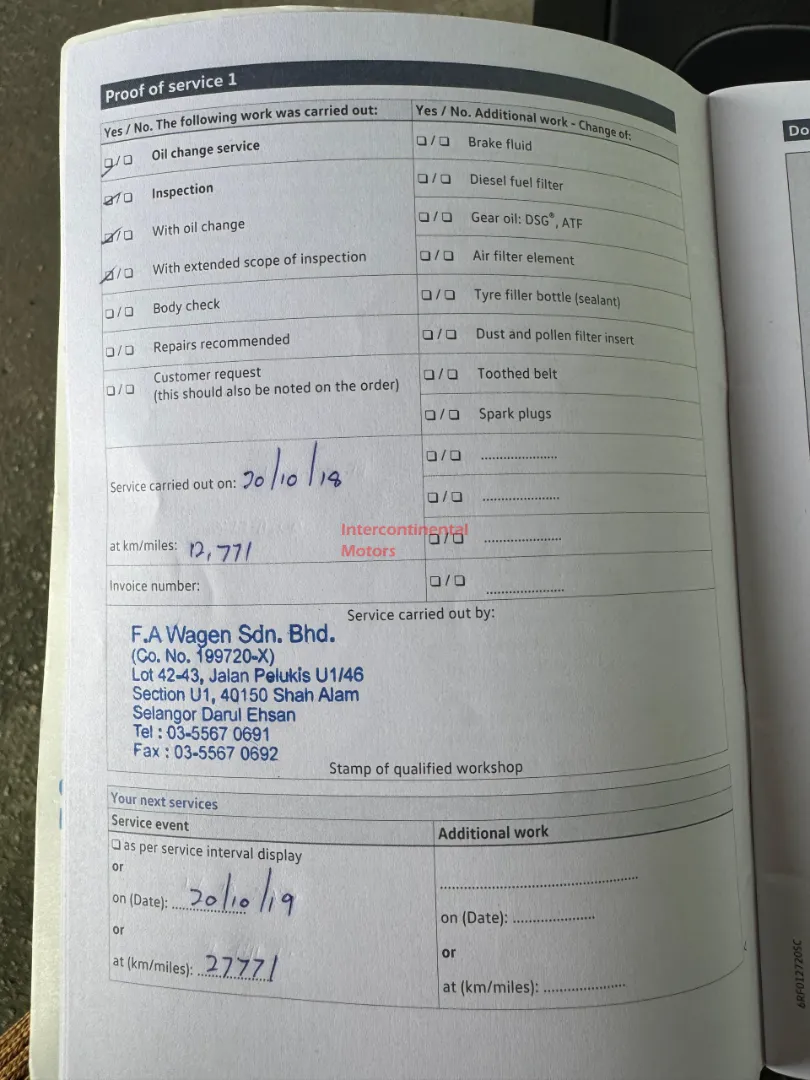 Proof of service 1
Yes / No. The following work was carried out:
Oil change service
Inspection
With oil change
With extended scope of inspection
Body check
Repairs recommended
Customer request
(this should also be noted on the order)
Service carried out on: 20/10/18
at km/miles: 12,771
Invoice number:
Yes / No. Additional work - Change of:
Brake fluid
Diesel fuel filter
Gear oil: DSG®, ATF
Air filter element
Tyre filler bottle (sealant)
Dust and pollen filter insert
Toothed belt
Spark plugs
Intercontinental
Motors
Service carried out by:
F.A Wagen Sdn. Bhd.
(Co. No. 199720-X)
Lot 42-43, Jalan Pelukis U1/46
Section U1, 40150 Shah Alam
Selangor Darul Ehsan
Tel : 03-5567 0691
Fax : 03-5567 0692
Stamp of qualified workshop
Your next services
Service event
as per service interval display
or
on (Date): 20/10/19
or
at (km/miles): 27771
Additional work
on (Date):
or
at (km/miles):
Do
6RF012720SC